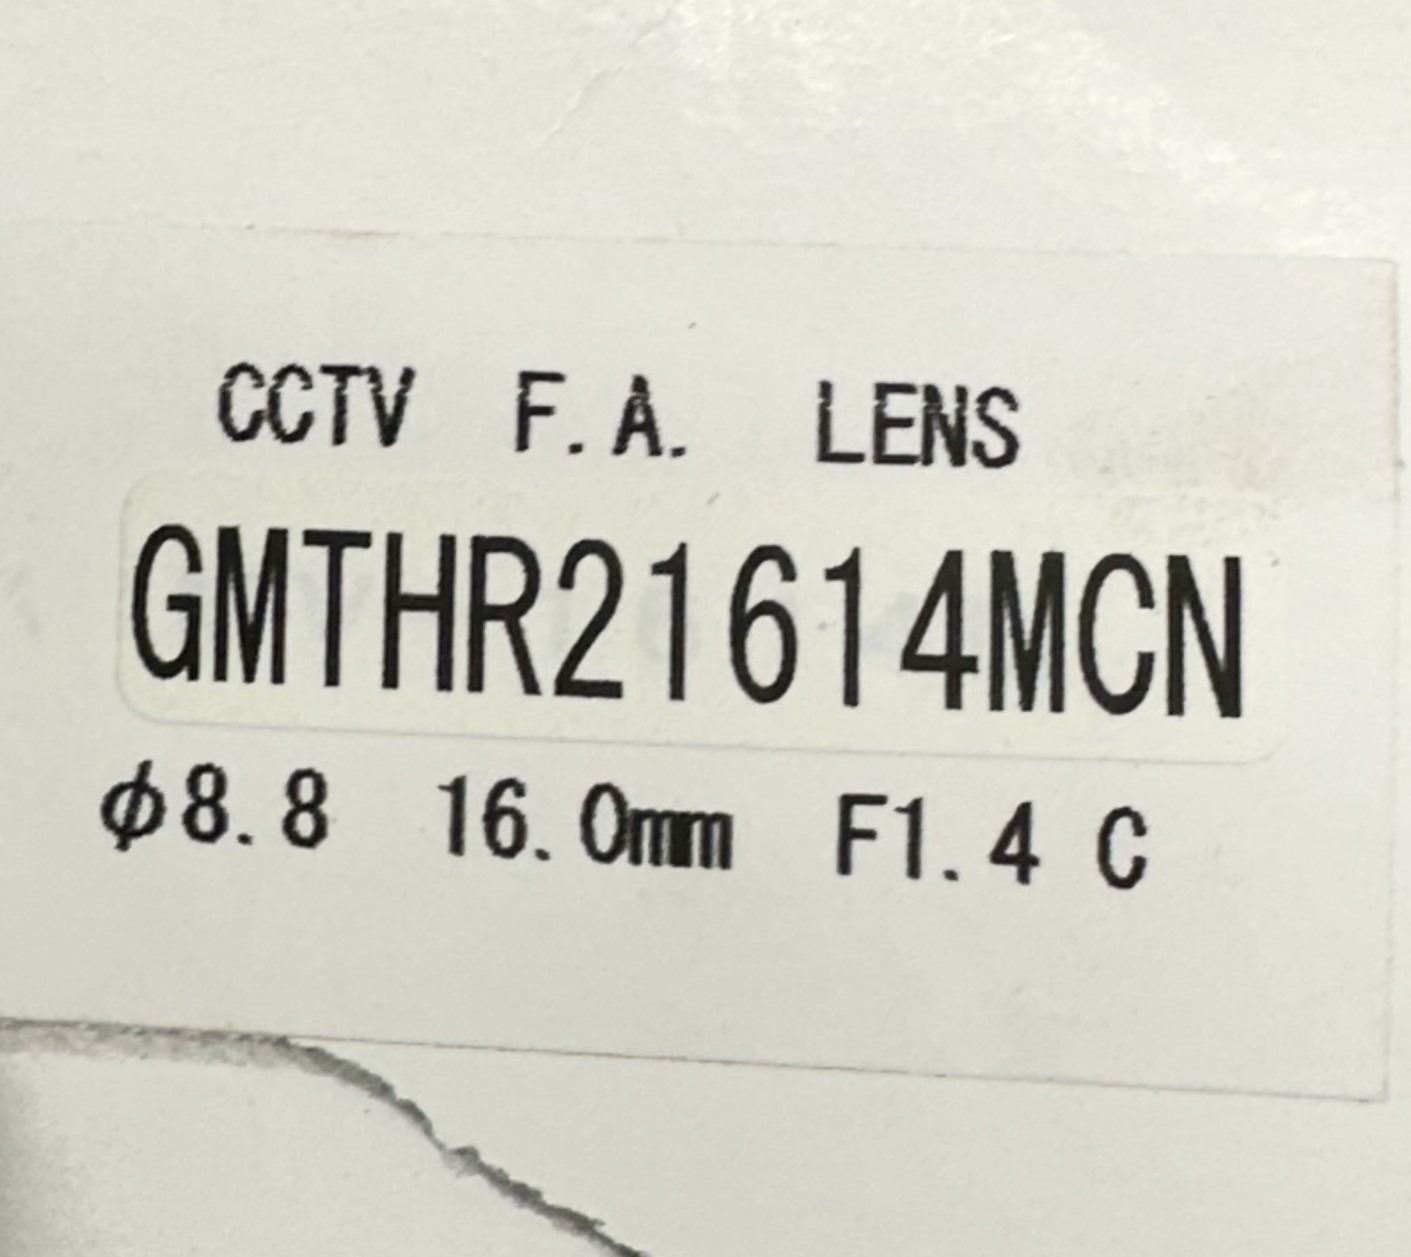 CCTV F.A. LENS
GMTHR21614MCN
φ8.8 16.0mm F1.4 C